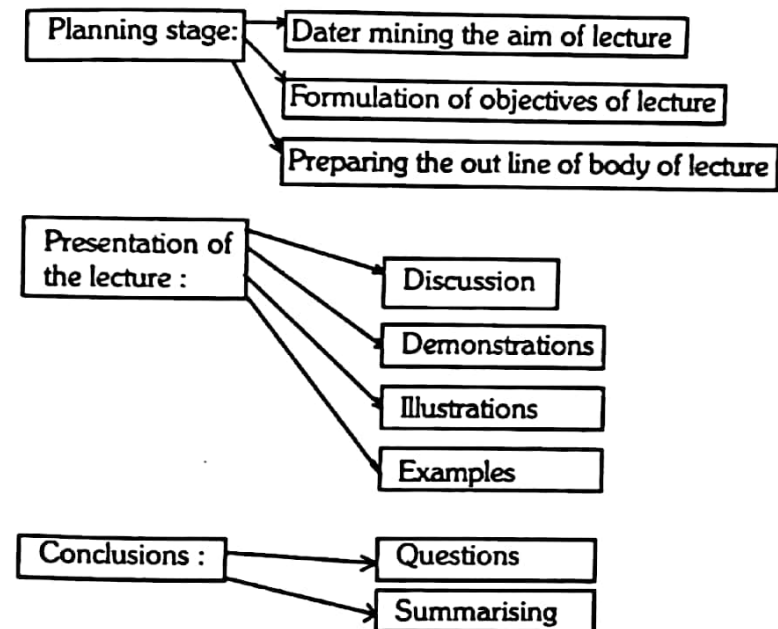 Planning stage:
Dater mining the aim of lecture
Formulation of objectives of lecture
Preparing the out line of body of lecture
Presentation of
the lecture :
Discussion
Demonstrations
Illustrations
Examples
Conclusions :
Questions
Summarising